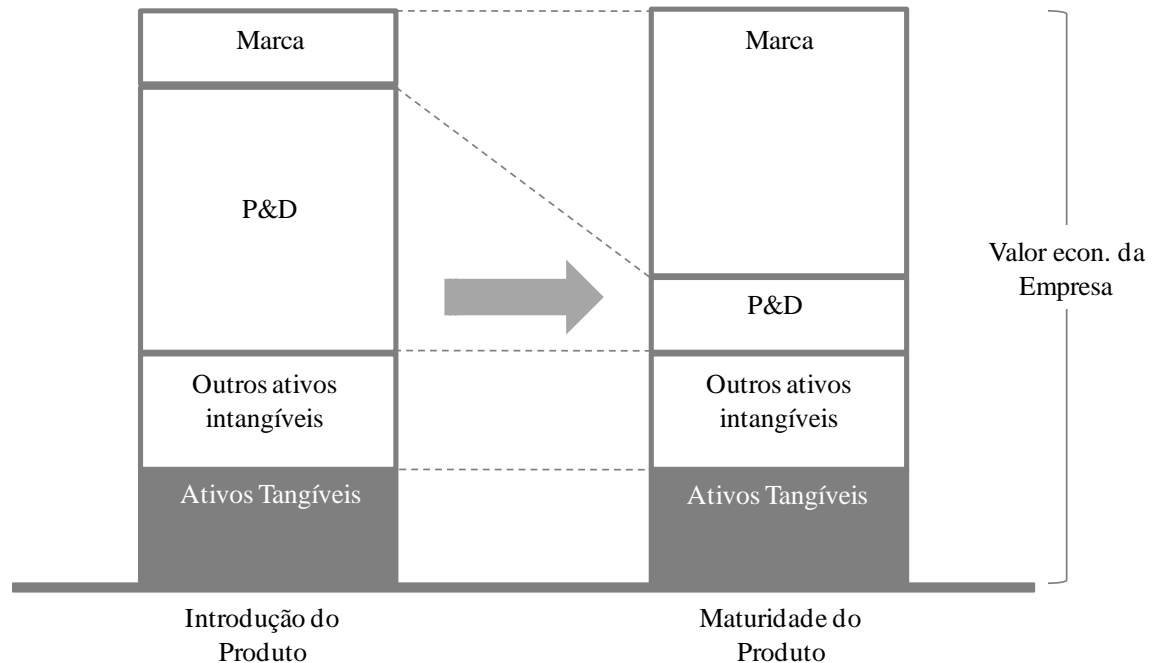 Marca
P&D
Outros ativos
intangíveis
Ativos Tangíveis
Introdução do
Produto
Marca
P&D
Outros ativos
intangíveis
Ativos Tangíveis
Maturidade do
Produto
Valor econ. da
Empresa